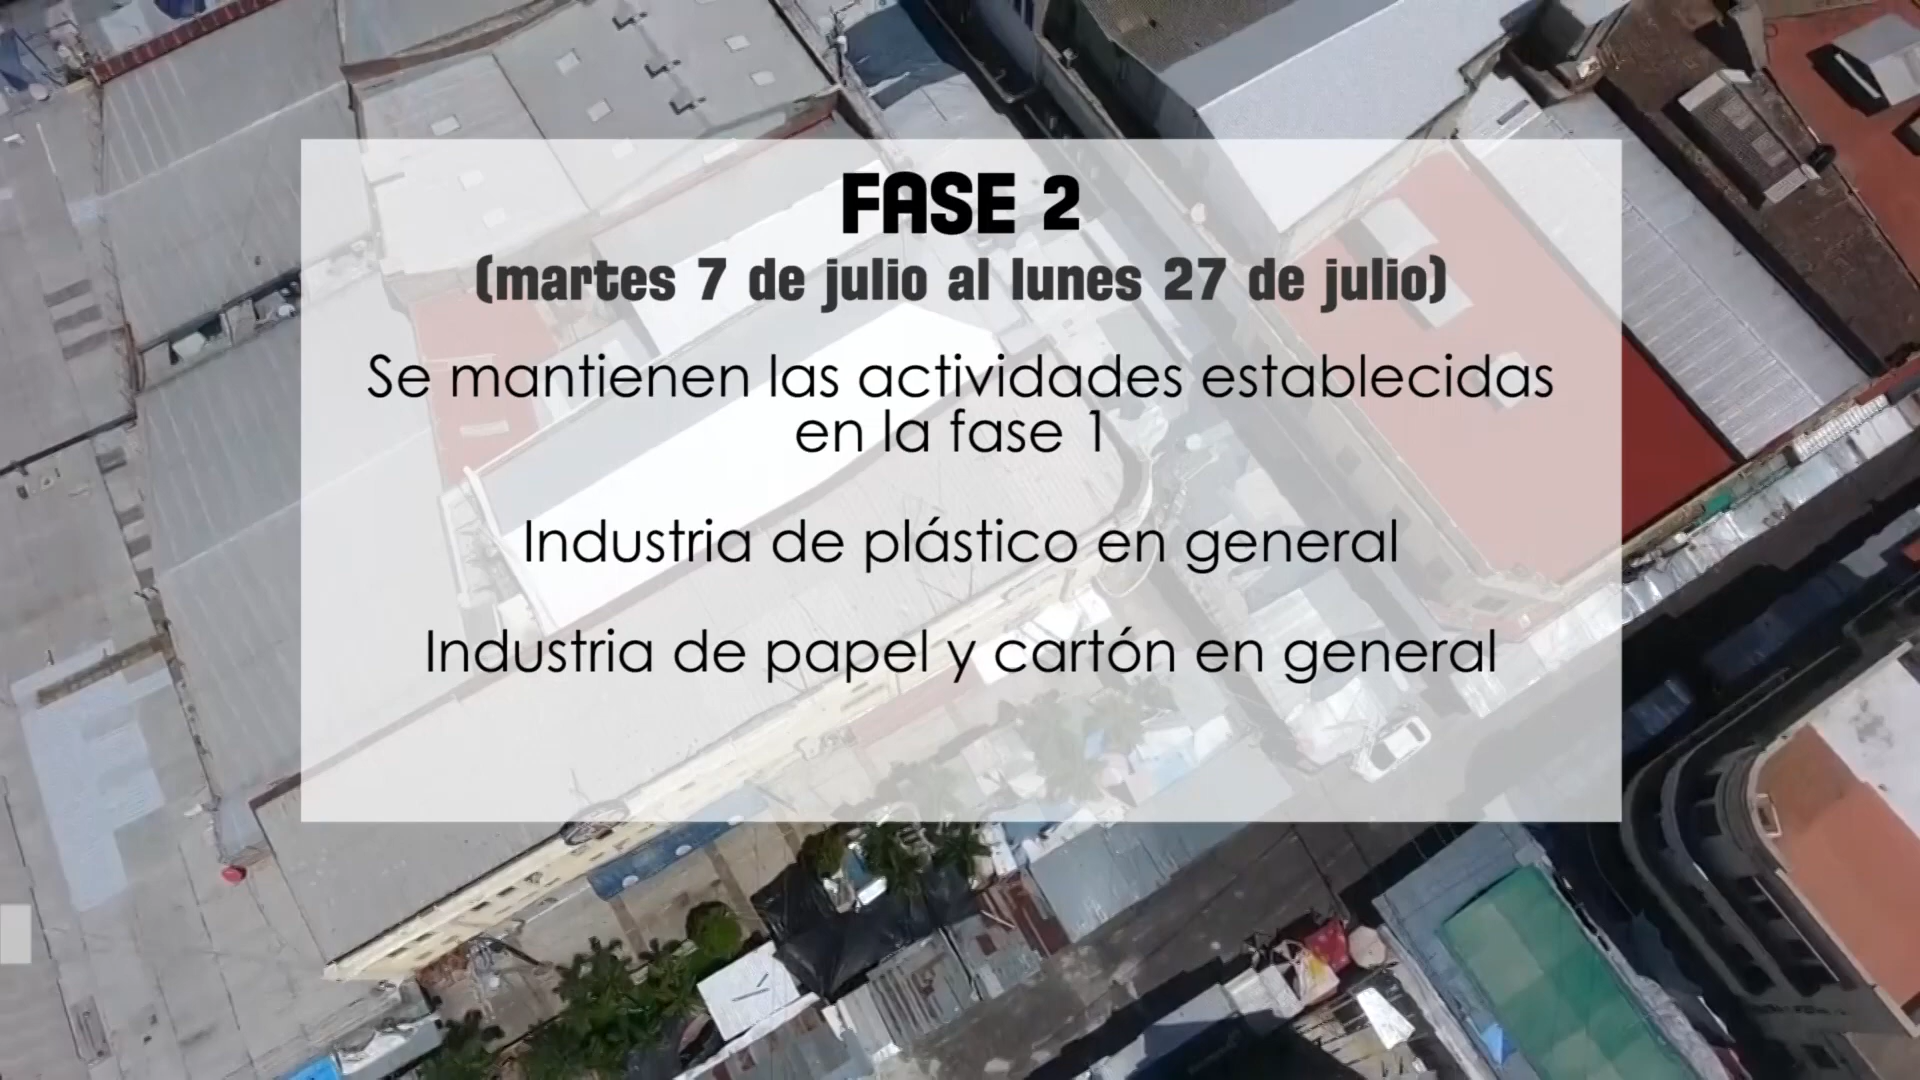 FASE 2
(martes 7 de julio al lunes 27 de julio)
Se mantienen las actividades establecidas
en la fase 1
Industria de plástico en general
Industria de papel y cartón en general